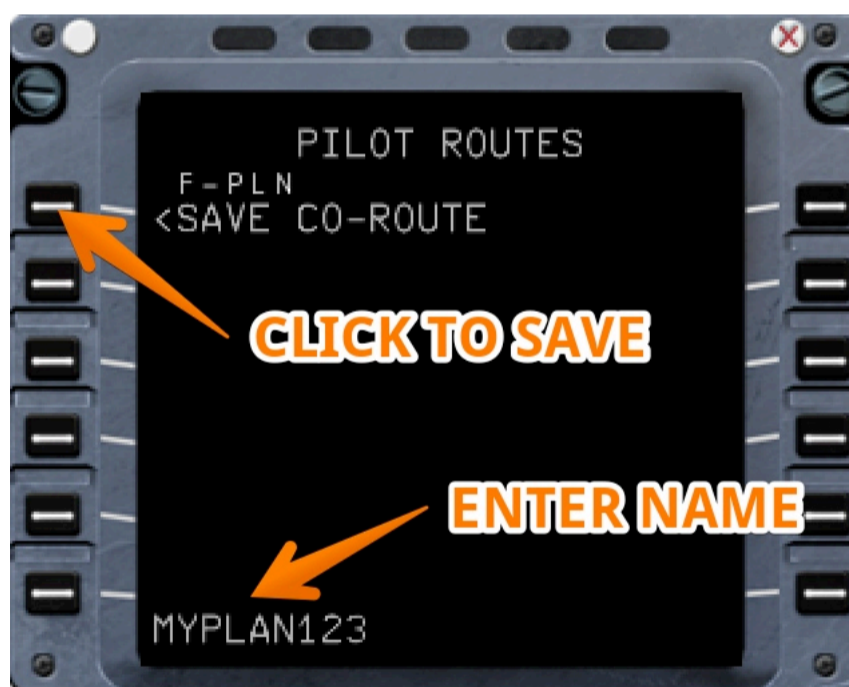 PILOT ROUTES
F-PLN
<SAVE CO-ROUTE
CLICK TO SAVE
ENTER NAME
MYPLAN123